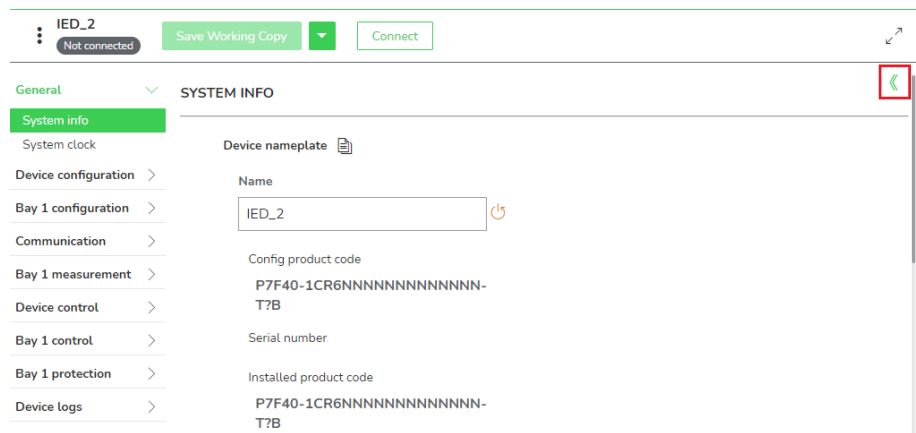 IED_2
Not connected
Save Working Copy
Connect
General
System info
System clock
Device configuration
Bay 1 configuration
Communication
Bay 1 measurement
Device control
Bay 1 control
Bay 1 protection
Device logs
SYSTEM INFO
Device nameplate
Name
IED_2
Config product code
P7F40-1CR6NNNNNNNNNNNNN-
T?B
Serial number
Installed product code
P7F40-1CR6NNNNNNNNNNNNN-
T?B